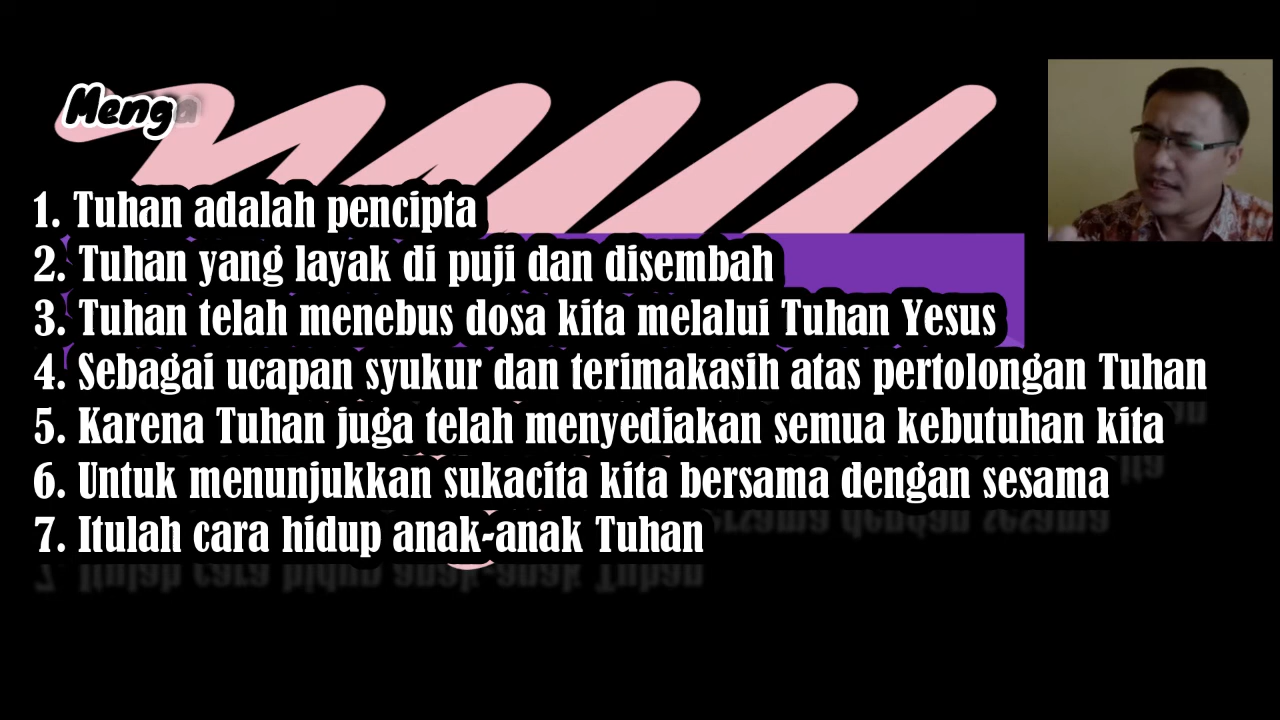 Menga
1. Tuhan adalah pencipta
2. Tuhan yang layak di puji dan disembah
3. Tuhan telah menebus dosa kita melalui Tuhan Yesus
4. Sebagai ucapan syukur dan terimakasih atas pertolongan Tuhan
5. Karena Tuhan juga telah menyediakan semua kebutuhan kita
6. Untuk menunjukkan sukacita kita bersama dengan sesama
7. Itulah cara hidup anak-anak Tuhan